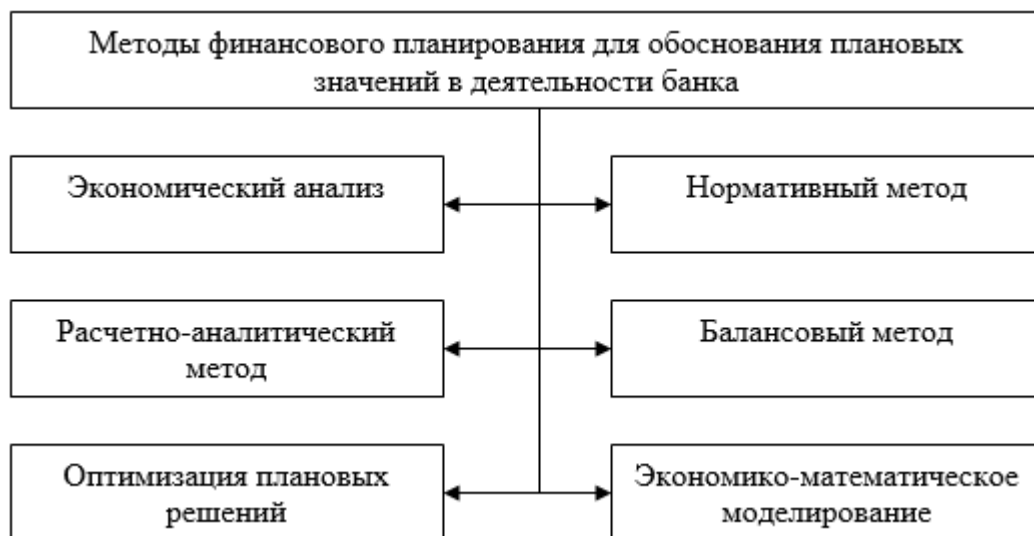 Методы финансового планирования для обоснования плановых
значений в деятельности банка
Экономический анализ
Нормативный метод
Расчетно-аналитический
метод
Балансовый метод
Оптимизация плановых
решений
Экономико-математическое
моделирование